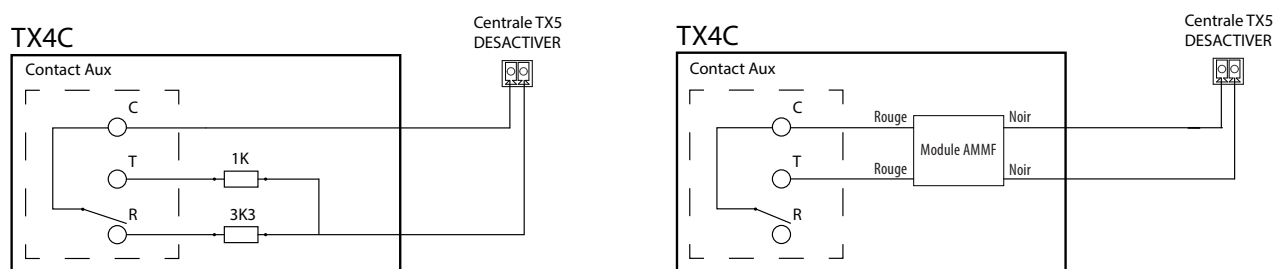 TX4C
Centrale TX5
DESACTIVER
Contact Aux
C
T
1K
R
3K3
TX4C
Centrale TX5
DESACTIVER
Contact Aux
C
Rouge
Noir
Module AMMF
T
Rouge
Noir
R